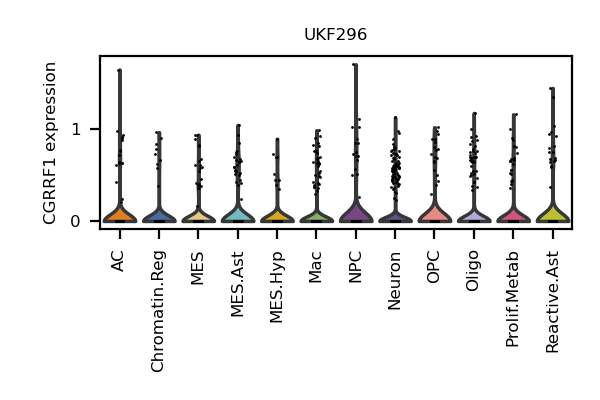 UKF296
CGRRF1 expression
1
0
AC
Chromatin.Reg
MES
MES.Ast
MES.Hyp
Mac
NPC
Neuron
OPC
Oligo
Prolif.Metab
Reactive.Ast